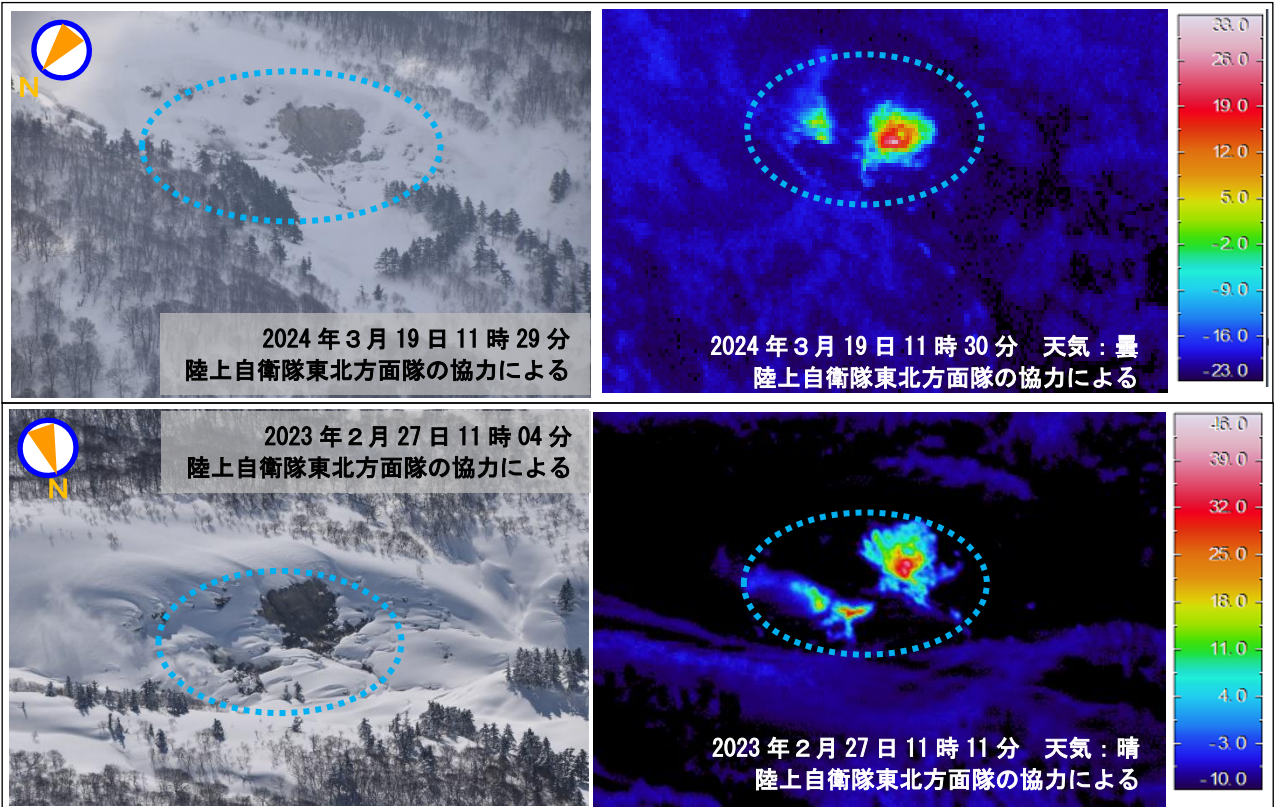 N
2024年3月19日11時29分
陸上自衛隊東北方面隊の協力による
2024年3月19日11時30分 天気：曇
陸上自衛隊東北方面隊の協力による
33.0
26.0
19.0
12.0
5.0
-2.0
-9.0
-16.0
-23.0
N
2023年2月27日11時04分
陸上自衛隊東北方面隊の協力による
2023年2月27日11時11分 天気：晴
陸上自衛隊東北方面隊の協力による
46.0
39.0
32.0
25.0
18.0
11.0
4.0
-3.0
-10.0